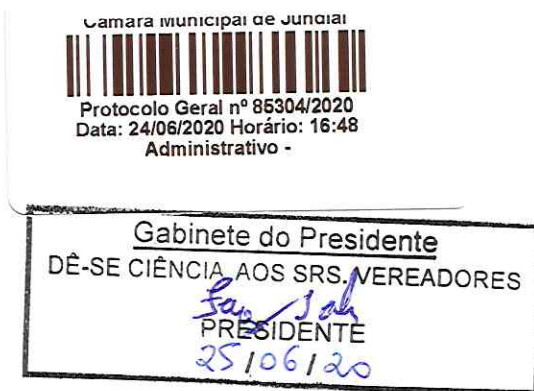 Câmara Municipal de Jundiaí
Protocolo Geral nº 85304/2020
Data: 24/06/2020 Horário: 16:48
Administrativo -
Gabinete do Presidente
DÊ-SE CIÊNCIA AOS SRS. VEREADORES
PRESIDENTE
25/06/20